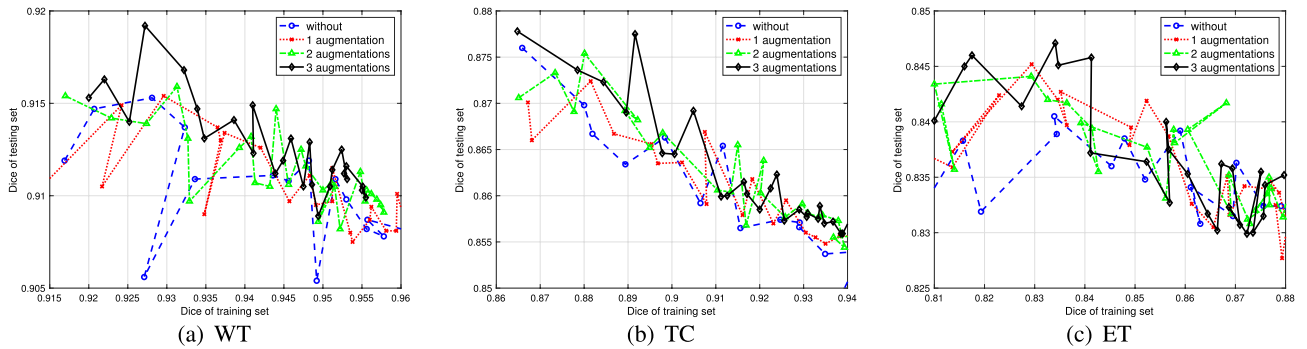 0.92
0.915
0.91
0.905
Dice of testing set
0.915 0.92 0.925 0.93 0.935 0.94 0.945 0.95 0.955 0.96
Dice of training set
without
1 augmentation
2 augmentations
3 augmentations
(a) WT
0.88
0.875
0.87
0.865
0.86
0.855
0.85
Dice of testing set
0.86 0.87 0.88 0.89 0.9 0.91 0.92 0.93 0.94
Dice of training set
without
1 augmentation
2 augmentations
3 augmentations
(b) TC
0.85
0.845
0.84
0.835
0.83
0.825
Dice of testing set
0.81 0.82 0.83 0.84 0.85 0.86 0.87 0.88
Dice of training set
without
1 augmentation
2 augmentations
3 augmentations
(c) ET